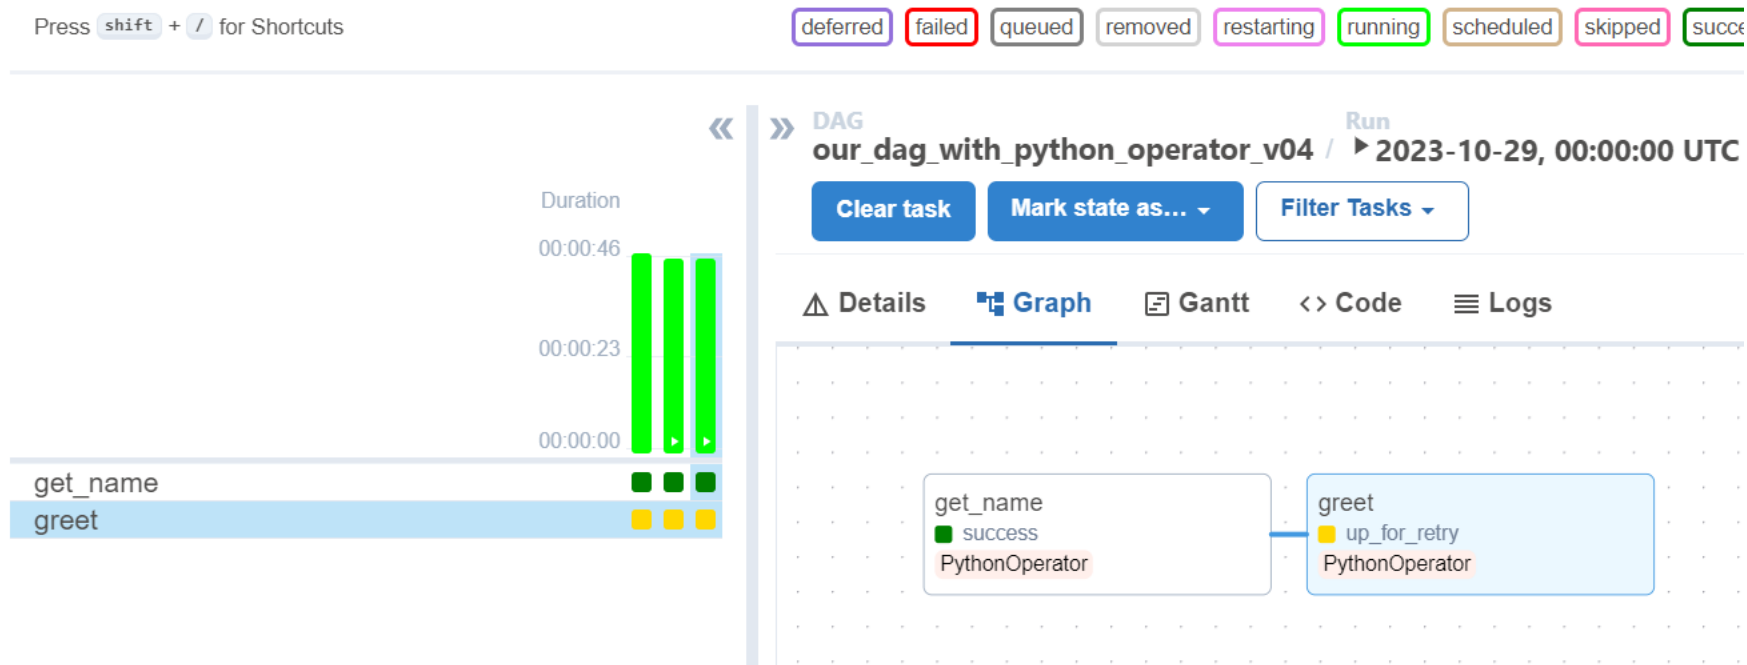 Press shift + / for Shortcuts
deferred failed queued removed restarting running scheduled skipped succe
DAG
our_dag_with_python_operator_v04 /
Run
2023-10-29, 00:00:00 UTC
Clear task
Mark state as...
Filter Tasks
Duration
00:00:46
00:00:23
00:00:00
get_name
greet
Details
Graph
Gantt
Code
Logs
get_name
success
PythonOperator
greet
up_for_retry
PythonOperator